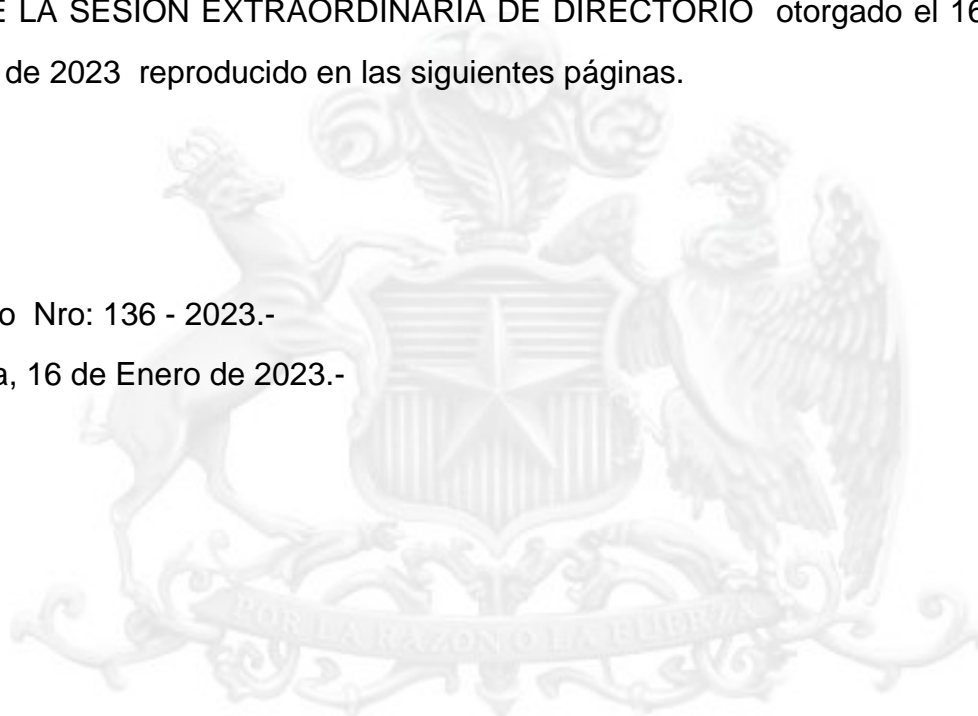 E LA SESION EXTRAORDINARIA DE DIRECTORIO otorgado el 16
de 2023 reproducido en las siguientes páginas.
o Nro: 136 - 2023.-
a, 16 de Enero de 2023.-
POR LA RAZON O LA FUERZA